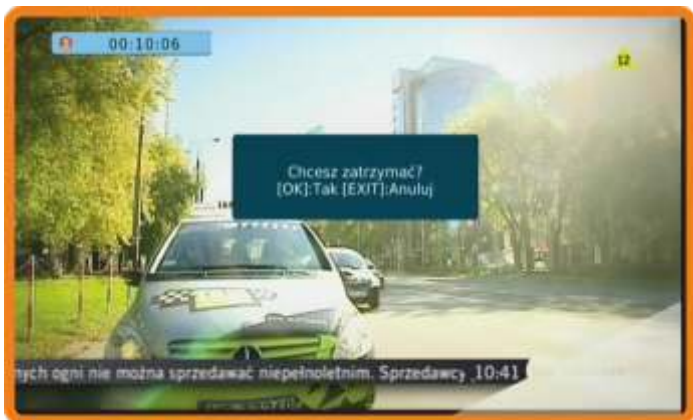 00:10:06
12
Chcesz zatrzymać?
[OK]:Tak [EXIT]:Anuluj
nych ogni nie można sprzedawać niepełnoletnim. Sprzedawcy 10:41